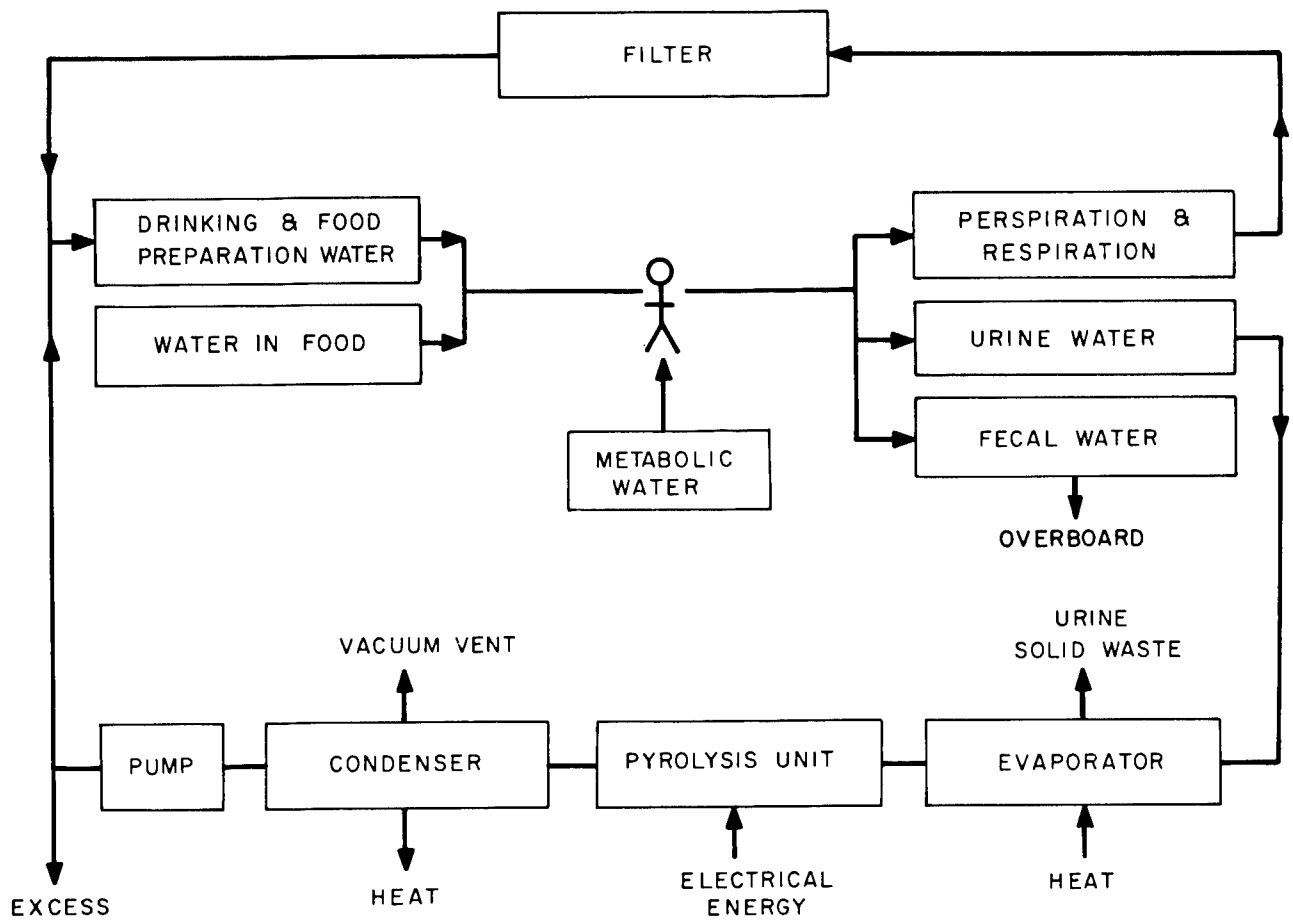 FILTER
DRINKING & FOOD
PREPARATION WATER
PERSPIRATION &
RESPIRATION
WATER IN FOOD
URINE WATER
METABOLIC
WATER
FECAL WATER
OVERBOARD
VACUUM VENT
URINE
SOLID WASTE
PUMP
CONDENSER
PYROLYSIS UNIT
EVAPORATOR
EXCESS
HEAT
ELECTRICAL
ENERGY
HEAT